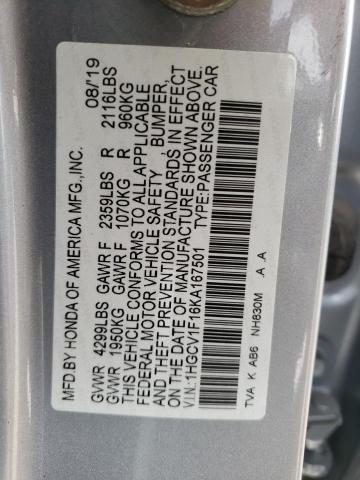 MFD.BY HONDA OF AMERICA MFG.,INC. 08/'19
GVWR 4299LBS GAWR F 2359LBS R 2116LBS
GVWR 1950KG GAWR F 1070KG R 960KG
THIS VEHICLE CONFORMS TO ALL APPLICABLE
FEDERAL MOTOR VEHICLE SAFETY , BUMPER,
AND THEFT PREVENTION STANDARDS IN EFFECT
ON THE DATE OF MANUFACTURE SHOWN ABOVE.
VIN: 1HGCV1F16KA167501 TYPE:PASSENGER CAR
TVA K AB6 NH830M .A .A